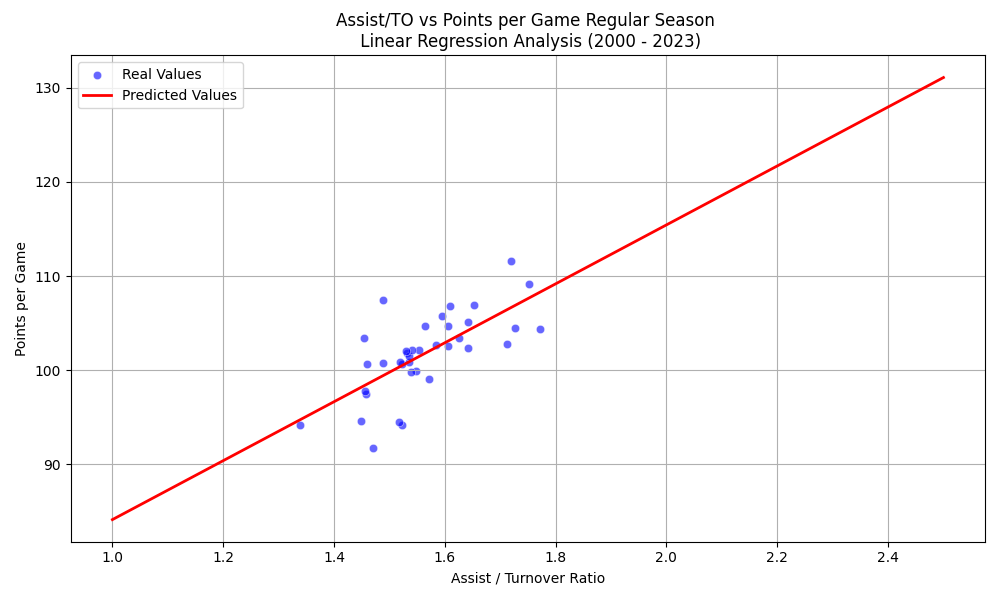 Assist/TO vs Points per Game Regular Season
Linear Regression Analysis (2000 - 2023)
Real Values
Predicted Values
130
120
110
100
90
Points per Game
1.0 1.2 1.4 1.6 1.8 2.0 2.2 2.4
Assist / Turnover Ratio